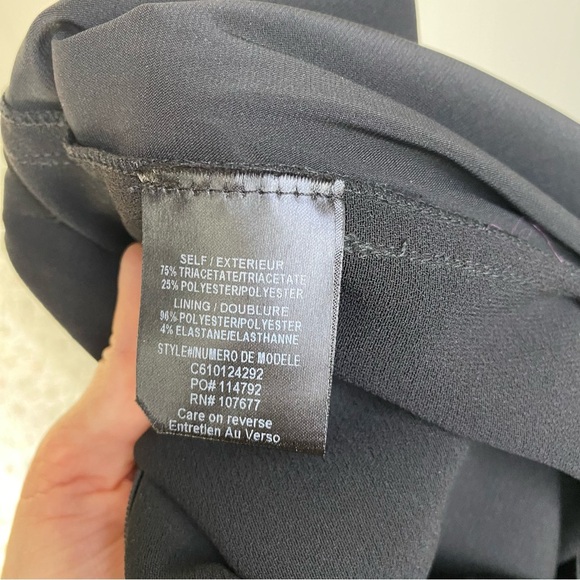 SELF / EXTERIEUR
75% TRIACETATE/TRIACETATE
25% POLYESTER/POLYESTER
LINING / DOUBLURE
96% POLYESTER/POLYESTER
4% ELASTANE/ELASTHANNE
STYLE#/NUMERO DE MODELE
C610124292
PO# 114792
RN# 107677
Care on reverse
Entretien Au Verso